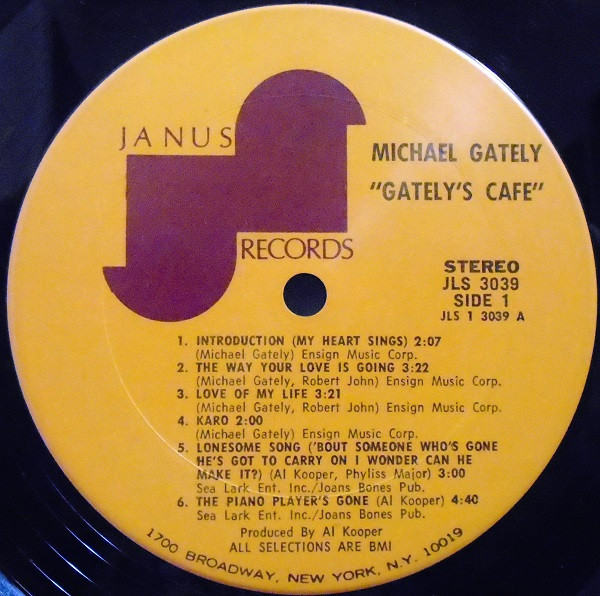 JANUS
RECORDS
MICHAEL GATELY
"GATELY'S CAFE"
STEREO
JLS 3039
SIDE 1
JLS 1 3039 A
1. INTRODUCTION (MY HEART SINGS) 2:07
(Michael Gately) Ensign Music Corp.
2. THE WAY YOUR LOVE IS GOING 3:22
(Michael Gately, Robert John) Ensign Music Corp.
3. LOVE OF MY LIFE 3:21
(Michael Gately, Robert John) Ensign Music Corp.
4. KARO 2:00
(Michael Gately) Ensign Music Corp.
5. LONESOME SONG ('BOUT SOMEONE WHO'S GONE
HE'S GOT TO CARRY ON I WONDER CAN HE
MAKE IT?) (Al Kooper, Phyliss Major) 3:00
Sea Lark Ent. Inc./Joans Bones Pub.
6. THE PIANO PLAYER'S GONE (Al Kooper) 4:40
Sea Lark Ent. Inc./Joans Bones Pub.
Produced By Al Kooper
ALL SELECTIONS ARE BMI
1700 BROADWAY, NEW YORK, N.Y. 10019